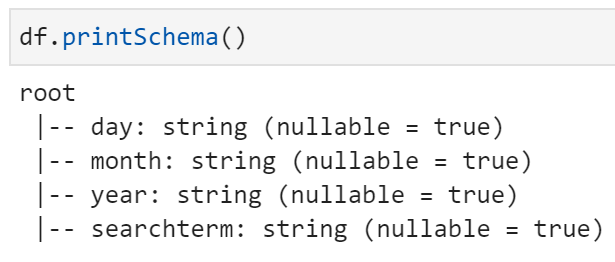 df.printSchema()
root
 |-- day: string (nullable = true)
 |-- month: string (nullable = true)
 |-- year: string (nullable = true)
 |-- searchterm: string (nullable = true)